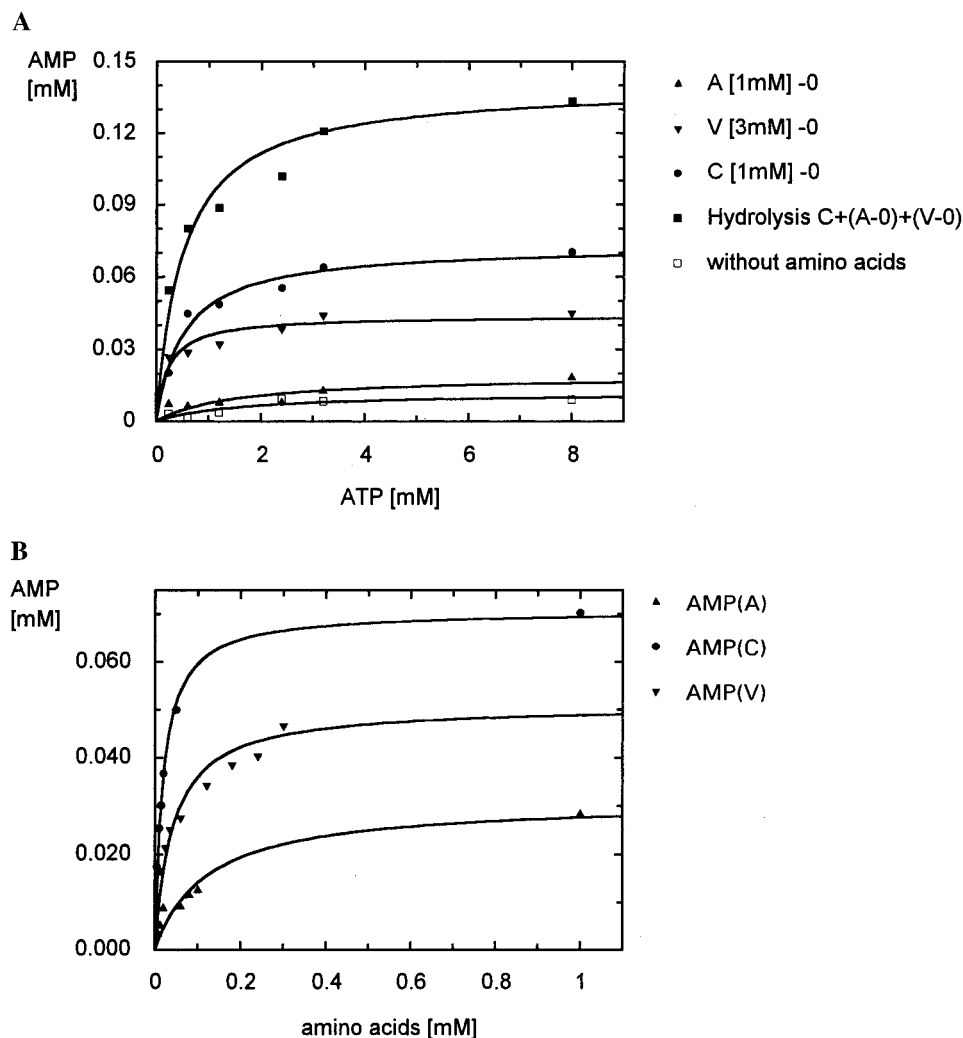 A
AMP
[mM]
0.15
0.12
0.09
0.06
0.03
0
0 2 4 6 8
ATP [mM]
A [1mM] -0
V [3mM] -0
C [1mM] -0
Hydrolysis C+(A-0)+(V-0)
without amino acids
B
AMP
[mM]
0.060
0.040
0.020
0.000
0 0.2 0.4 0.6 0.8 1
amino acids [mM]
AMP(A)
AMP(C)
AMP(V)